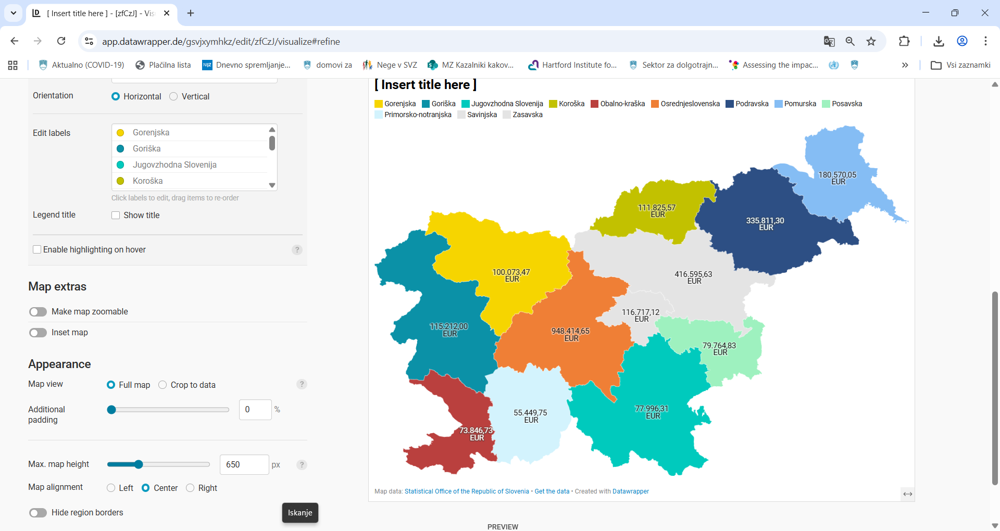 [ Insert title here ] - [zfCzJ] - Vis
app.datawrapper.de/gsvjxymhkz/edit/zfCzJ/visualize#refine
Aktualno (COVID-19)
Plačilna lista
NIJZ
Dnevno spremljanje...
domovi za
Nege v SVZ
MZ Kazalniki kakov...
Hartford Institute fo...
Sektor za dolgotrajn...
Assessing the impac...
Vsi zaznamki
Orientation
Horizontal
Vertical
Edit labels
Gorenjska
Goriška
Jugovzhodna Slovenija
Koroška
Click labels to edit, drag items to re-order
Legend title
Show title
Enable highlighting on hover
?
Map extras
Make map zoomable
Inset map
Appearance
Map view
Full map
Crop to data
?
Additional
padding
0
%
Max. map height
650
px
?
Map alignment
Left
Center
Right
Hide region borders
Iskanje
[ Insert title here ]
Gorenjska Goriška Jugovzhodna Slovenija Koroška Obalno-kraška Osrednjeslovenska Podravska Pomurska Posavska
Primorsko-notranjska Savinjska Zasavska
180.570,05
EUR
111.825,57
EUR
335.811,30
EUR
100.073,47
EUR
416.595,63
EUR
116.717,12
EUR
115.212,00
EUR
948.414,65
EUR
79.764,83
EUR
77.996,31
EUR
55.449,75
EUR
73.846,73
EUR
Map data: Statistical Office of the Republic of Slovenia • Get the data • Created with Datawrapper
PREVIEW